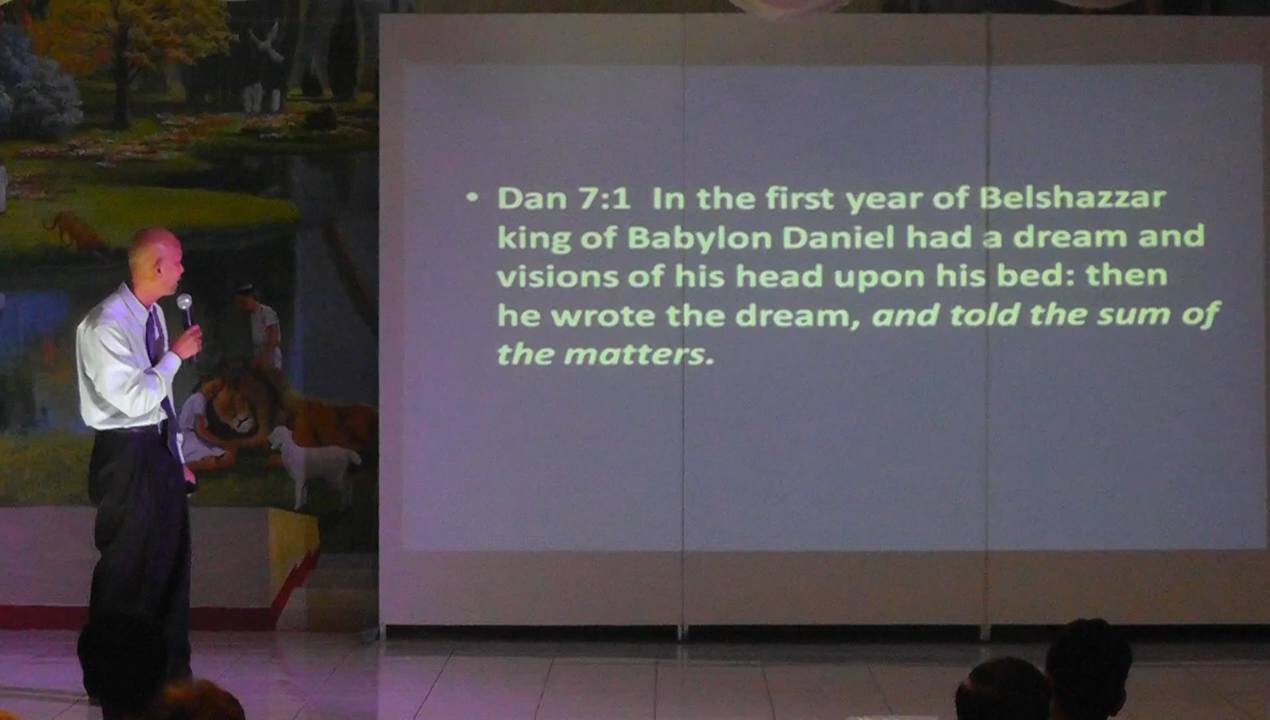 • Dan 7:1  In the first year of Belshazzar
king of Babylon Daniel had a dream and
visions of his head upon his bed: then
he wrote the dream, and told the sum of
the matters.